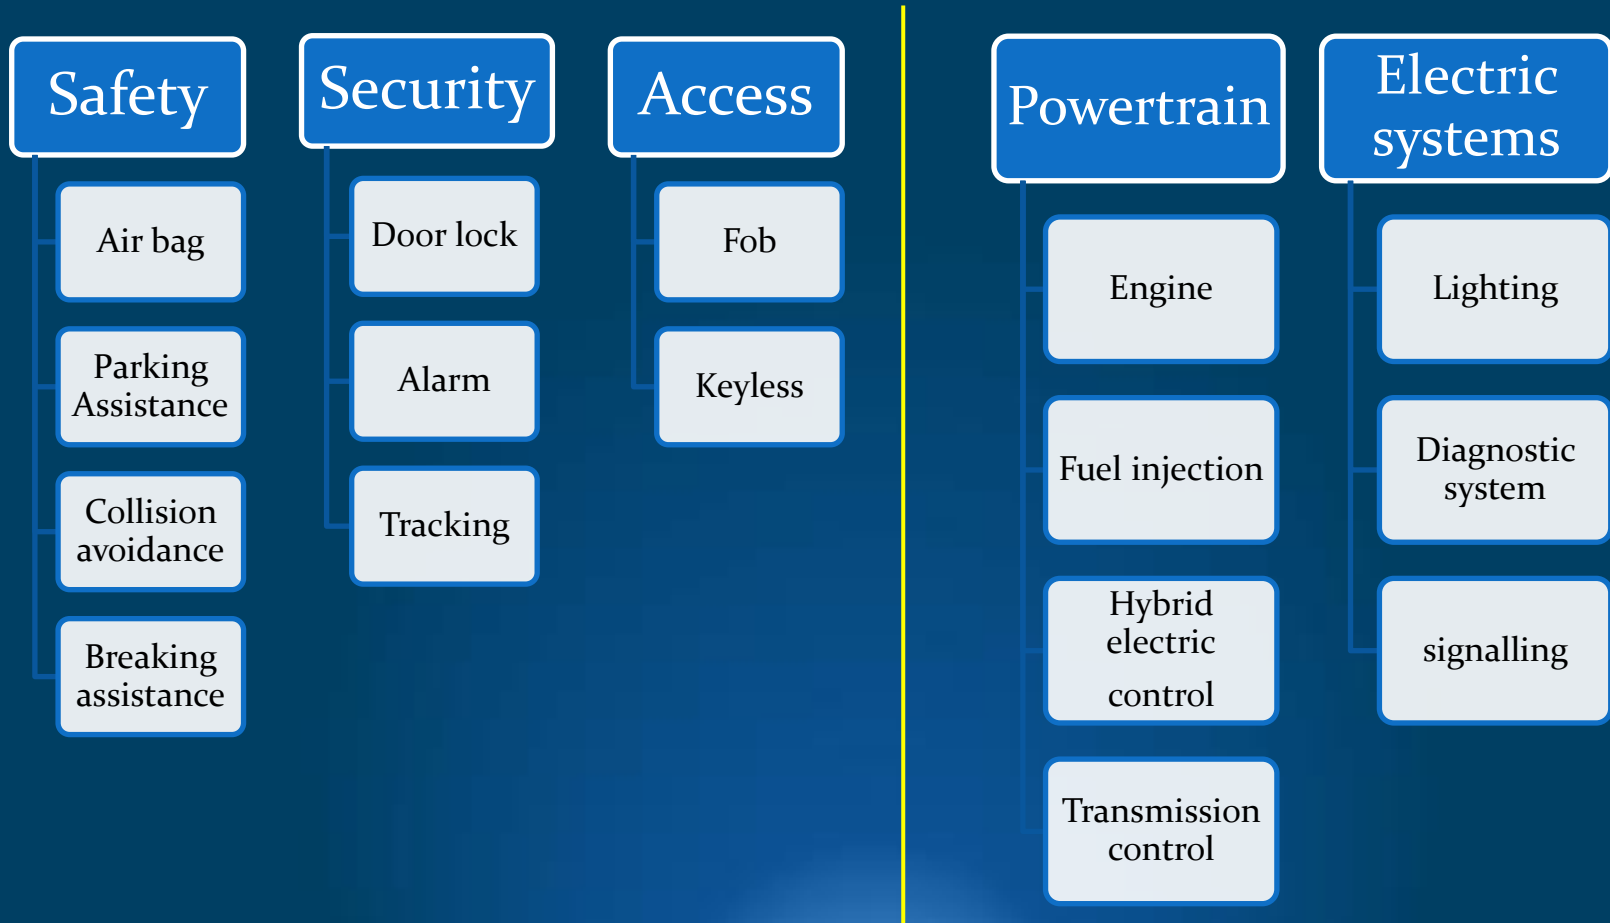 Safety
Air bag
Parking
Assistance
Collision
avoidance
Breaking
assistance
Security
Door lock
Alarm
Tracking
Access
Fob
Keyless
Powertrain
Engine
Fuel injection
Hybrid
electric
control
Transmission
control
Electric
systems
Lighting
Diagnostic
system
signalling